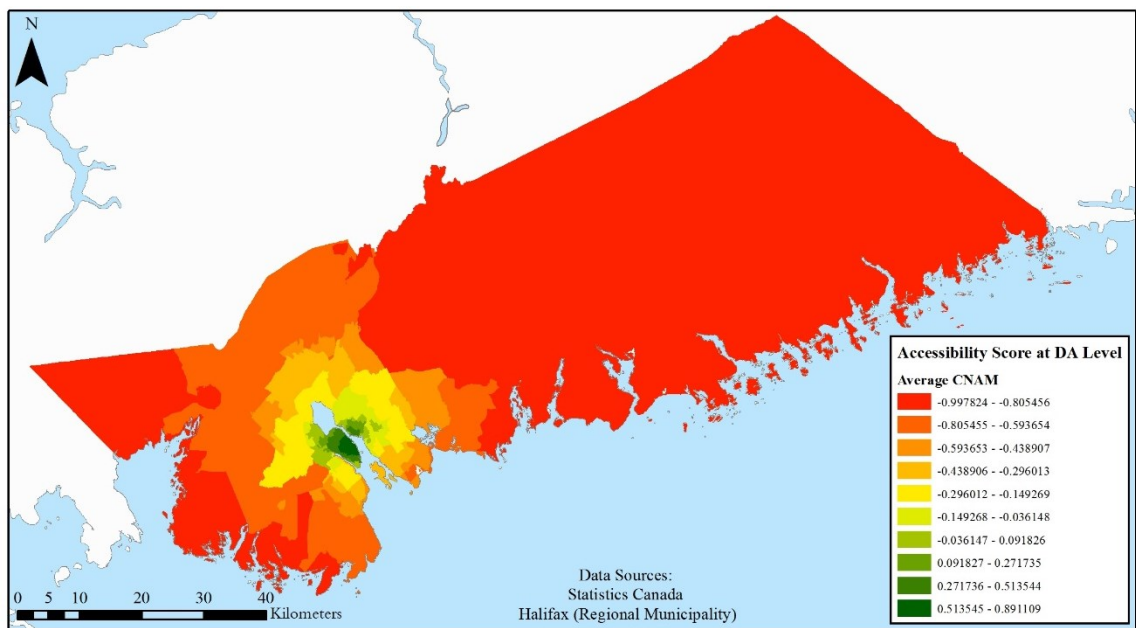 N
Accessibility Score at DA Level
Average CNAM
-0.997824 - -0.805456
-0.805455 - -0.593654
-0.593653 - -0.438907
-0.438906 - -0.296013
-0.296012 - -0.149269
-0.149268 - -0.036148
-0.036147 - 0.091826
0.091827 - 0.271735
0.271736 - 0.513544
0.513545 - 0.891109
Data Sources:
Statistics Canada
Halifax (Regional Municipality)
0 5 10 20 30 40
Kilometers